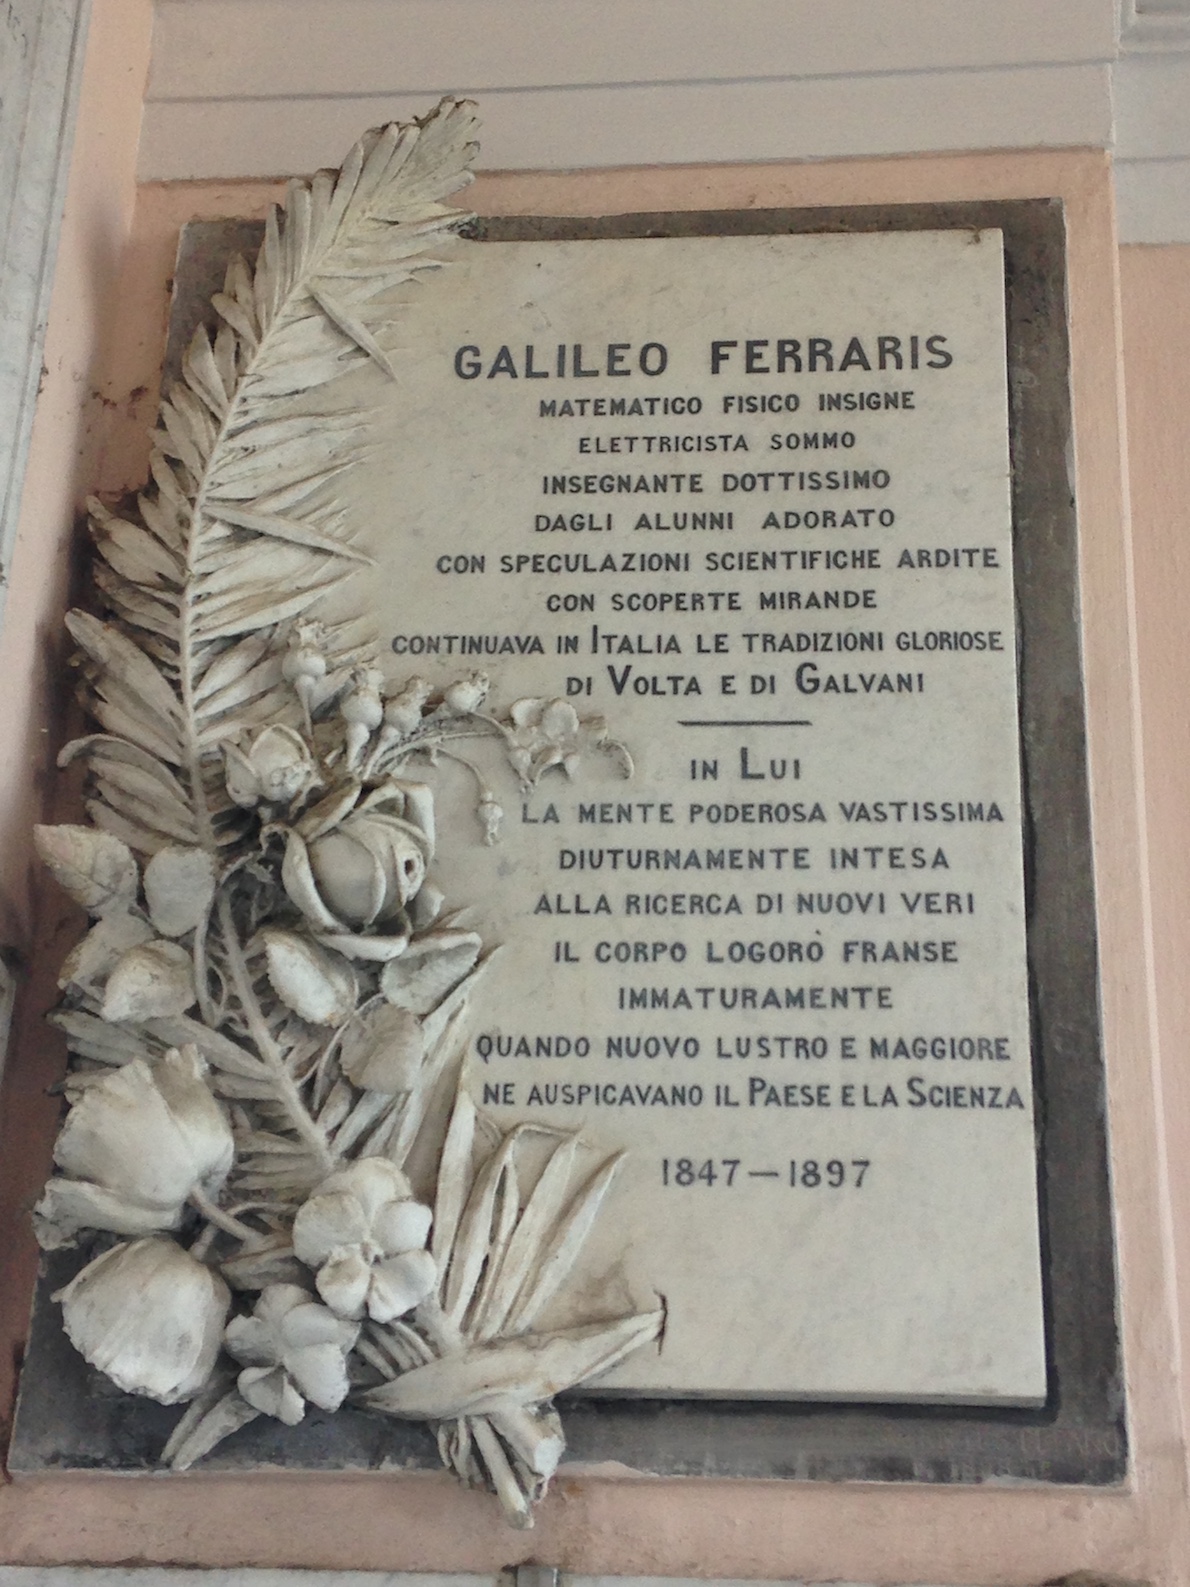 GALILEO FERRARIS
MATEMATICO FISICO INSIGNE
ELETTRICISTA SOMMO
INSEGNANTE DOTTISSIMO
DAGLI ALUNNI ADORATO
CON SPECULAZIONI SCIENTIFICHE ARDITE
CON SCOPERTE MIRANDE
CONTINUAVA IN ITALIA LE TRADIZIONI GLORIOSE
DI VOLTA E DI GALVANI
IN LUI
LA MENTE PODEROSA VASTISSIMA
DIUTURNAMENTE INTESA
ALLA RICERCA DI NUOVI VERI
IL CORPO LOGORÒ FRANSE
IMMATURAMENTE
QUANDO NUOVO LUSTRO E MAGGIORE
NE AUSPICAVANO IL PAESE E LA SCIENZA
1847—1897